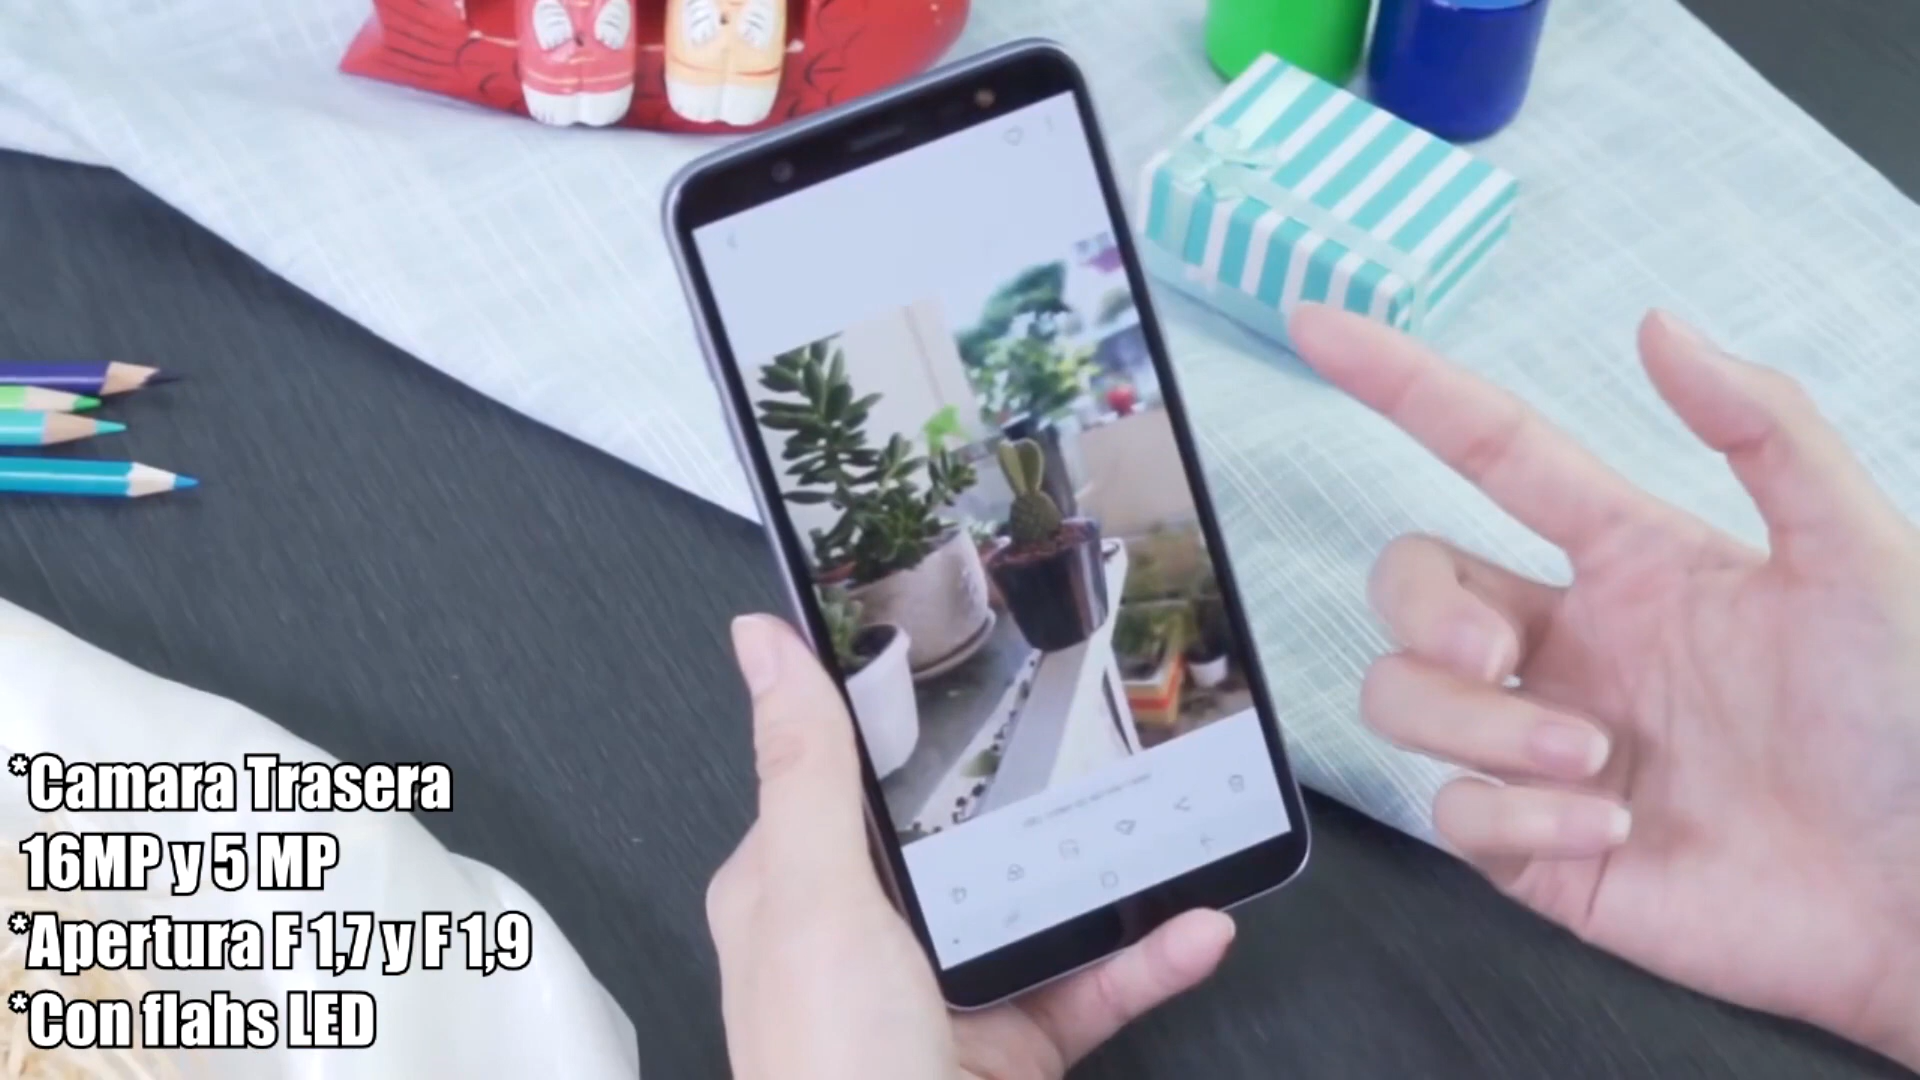 *Camara Trasera
16MP y 5 MP
*Apertura F 1,7 y F 1,9
*Con flahs LED